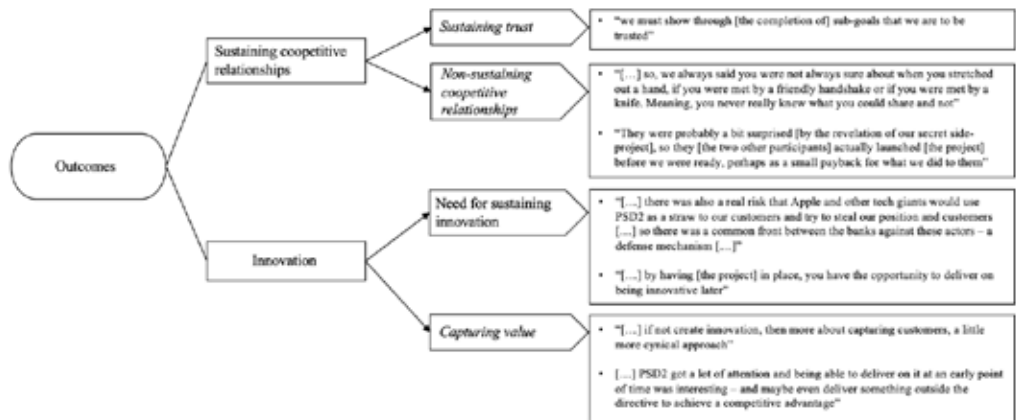 Outcomes
Sustaining coopetitive
relationships
Sustaining trust
• "we must show through [the completion of] sub-goals that we are to be
trusted"
Non-sustaining
coopetitive
relationships
• "[…] so, we always said you were not always sure about when you stretched
out a hand, if you were met by a friendly handshake or if you were met by a
knife. Meaning, you never really knew what you could share and not"
• "They were probably a bit surprised [by the revelation of our secret side-
project], so they [the two other participants] actually launched [the project]
before we were ready, perhaps as a small payback for what we did to them"
Innovation
Need for sustaining
innovation
• "[…] there was also a real risk that Apple and other tech giants would use
PSD2 as a straw to our customers and try to steal our position and customers
[…] so there was a common front between the banks against these actors – a
defense mechanism […]"
• "[…] by having [the project] in place, you have the opportunity to deliver on
being innovative later"
Capturing value
• "[…] if not create innovation, then more about capturing customers, a little
more cynical approach"
• […] PSD2 got a lot of attention and being able to deliver on it at an early point
of time was interesting – and maybe even deliver something outside the
directive to achieve a competitive advantage"